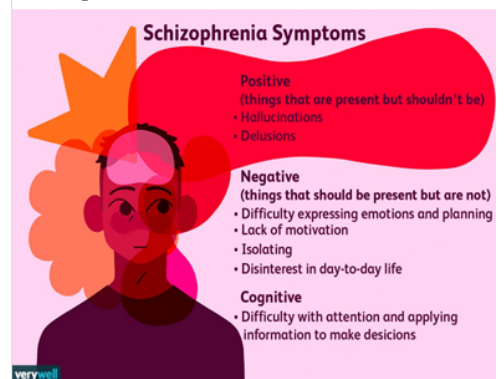 Schizophrenia Symptoms
Positive
(things that are present but shouldn't be)
• Hallucinations
• Delusions
Negative
(things that should be present but are not)
• Difficulty expressing emotions and planning
• Lack of motivation
• Isolating
• Disinterest in day-to-day life
Cognitive
• Difficulty with attention and applying
information to make desicions
verywell